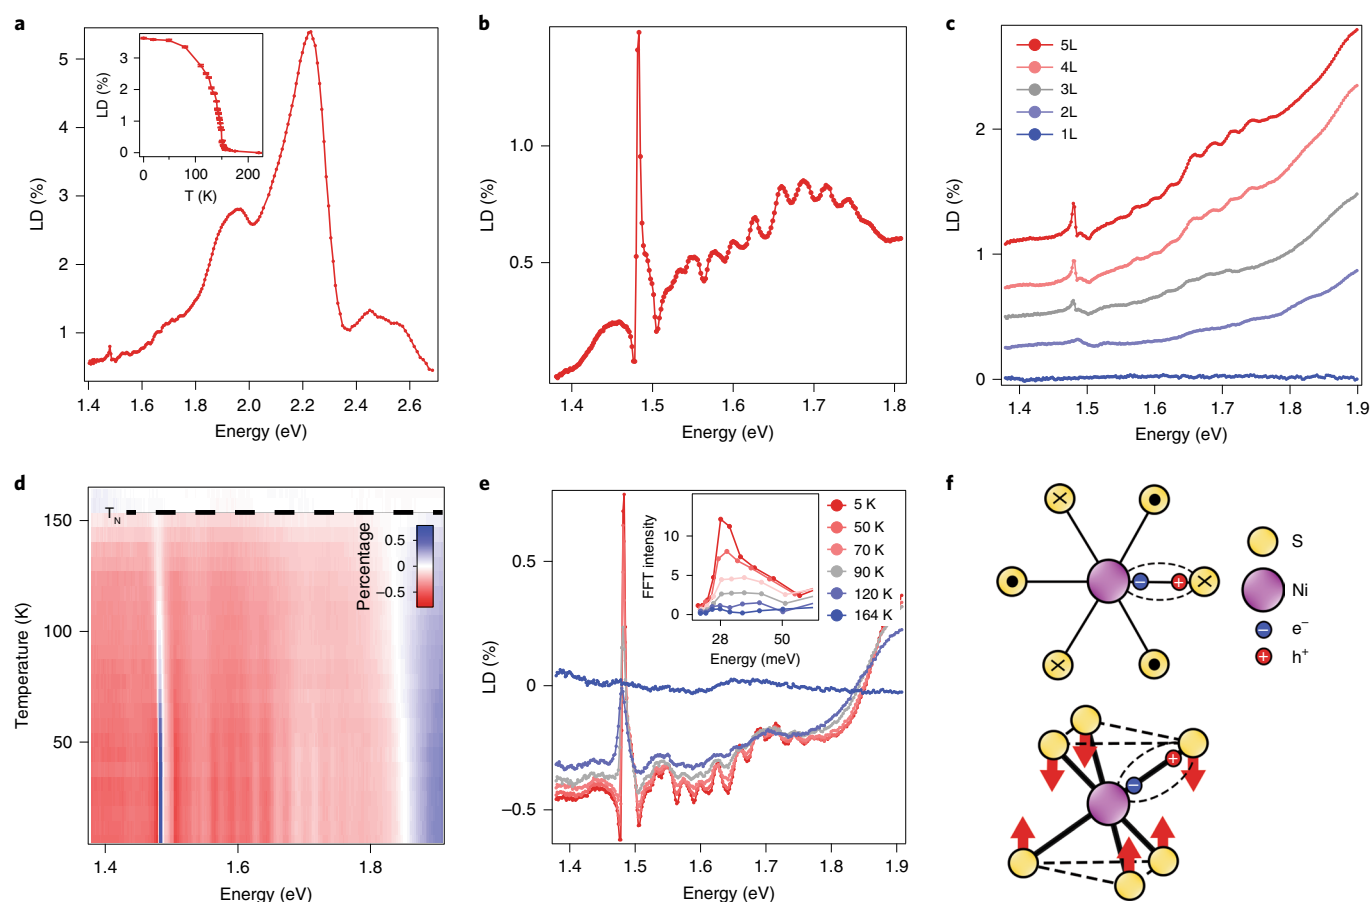 a
LD (%)
5
4
3
2
1
1.4
1.6
1.8
2.0
2.2
2.4
2.6
Energy (eV)
LD (%)
3
2
1
0
0
100
200
T (K)
b
LD (%)
1.0
0.5
1.4
1.5
1.6
1.7
1.8
Energy (eV)
c
5L
4L
3L
2L
1L
LD (%)
2
1
0
1.4
1.5
1.6
1.7
1.8
1.9
Energy (eV)
d
Temperature (K)
150
100
50
TN
Percentage
0.5
0
−0.5
1.4
1.6
1.8
Energy (eV)
e
LD (%)
0.5
0
−0.5
1.4
1.5
1.6
1.7
1.8
1.9
Energy (eV)
FFT intensity
10
5
0
28
50
Energy (meV)
5 K
50 K
70 K
90 K
120 K
164 K
f
S
Ni
e−
h+